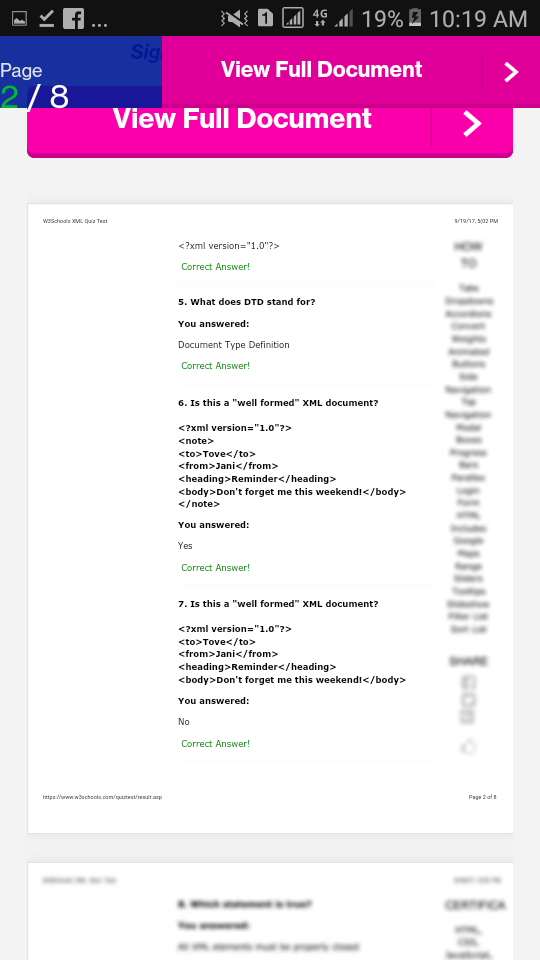 1 4G 19% 10:19 AM
Sig
Page
2 / 8
View Full Document
View Full Document
W3Schools XML Quiz Test
9/19/17, 5(02 PM
<?xml version="1.0"?>
Correct Answer!
5. What does DTD stand for?
You answered:
Document Type Definition
Correct Answer!
6. Is this a "well formed" XML document?
<?xml version="1.0"?>
<note>
<to>Tove</to>
<from>Jani</from>
<heading>Reminder</heading>
<body>Don't forget me this weekend!</body>
</note>
You answered:
Yes
Correct Answer!
7. Is this a "well formed" XML document?
<?xml version="1.0"?>
<to>Tove</to>
<from>Jani</from>
<heading>Reminder</heading>
<body>Don't forget me this weekend!</body>
You answered:
No
Correct Answer!
HOW
TO
Tabs
Dropdowns
Accordions
Convert
Weights
Animated
Buttons
Side
Navigation
Top
Navigation
Modal
Boxes
Progress
Bars
Parallax
Login
Form
HTML
Includes
Google
Maps
Range
Sliders
Tooltips
Slideshow
Filter List
Sort List
SHARE
https://www.w3schools.com/quiztest/result.asp
Page 2 of 8
8. Which statement is true?
You answered:
All XML elements must be properly closed
CERTIFICA
HTML,
CSS,
JavaScript,